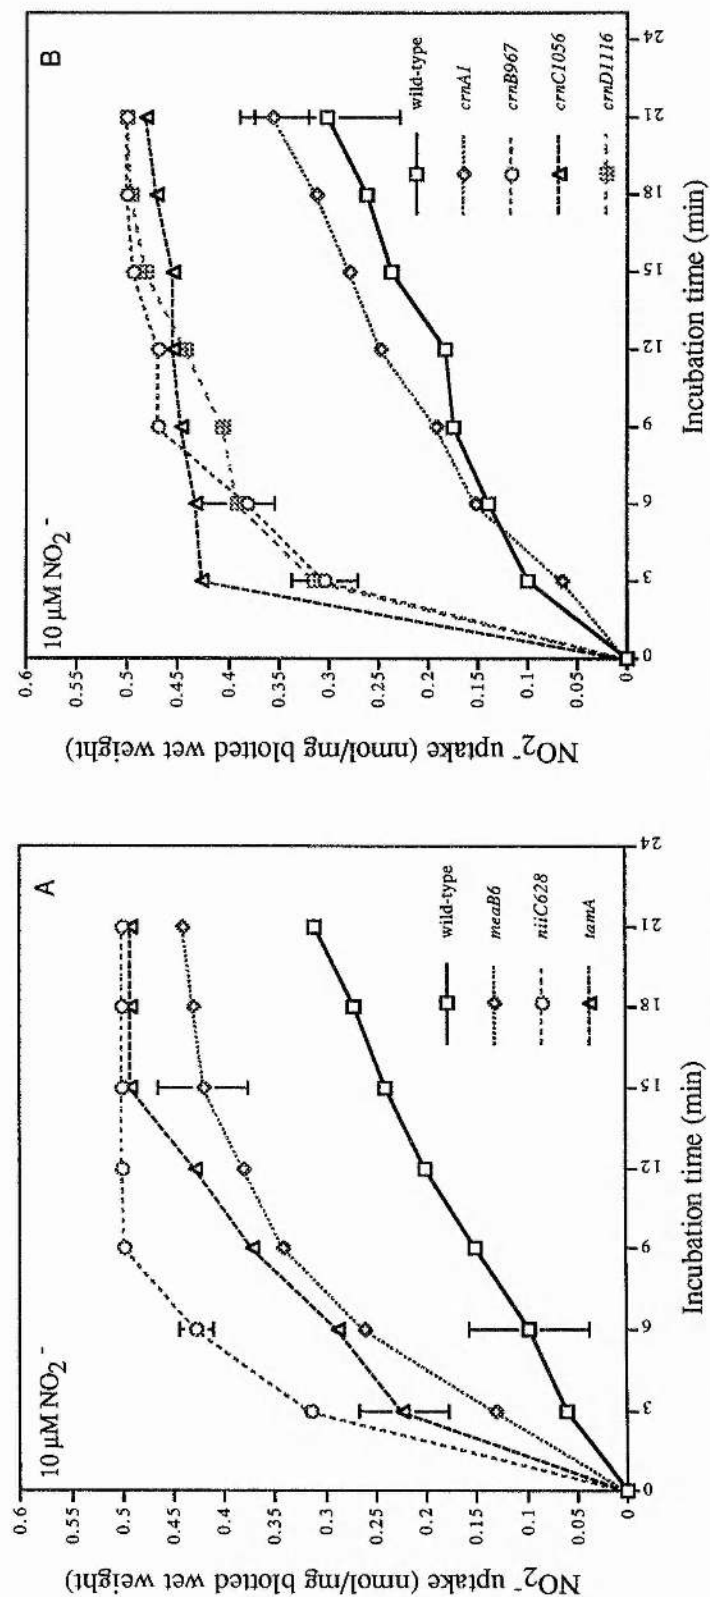 A
10 µM NO₂⁻
NO₂⁻ uptake (nmol/mg blotted wet weight)
0.6
0.55
0.5
0.45
0.4
0.35
0.3
0.25
0.2
0.15
0.1
0.05
0
0 3 6 9 12 15 18 21 24
Incubation time (min)
wild-type
meaB6
niiC628
tamA
B
10 µM NO₂⁻
NO₂⁻ uptake (nmol/mg blotted wet weight)
0.6
0.55
0.5
0.45
0.4
0.35
0.3
0.25
0.2
0.15
0.1
0.05
0
0 3 6 9 12 15 18 21 24
Incubation time (min)
wild-type
crnA1
crnB967
crnC1056
crnD1116